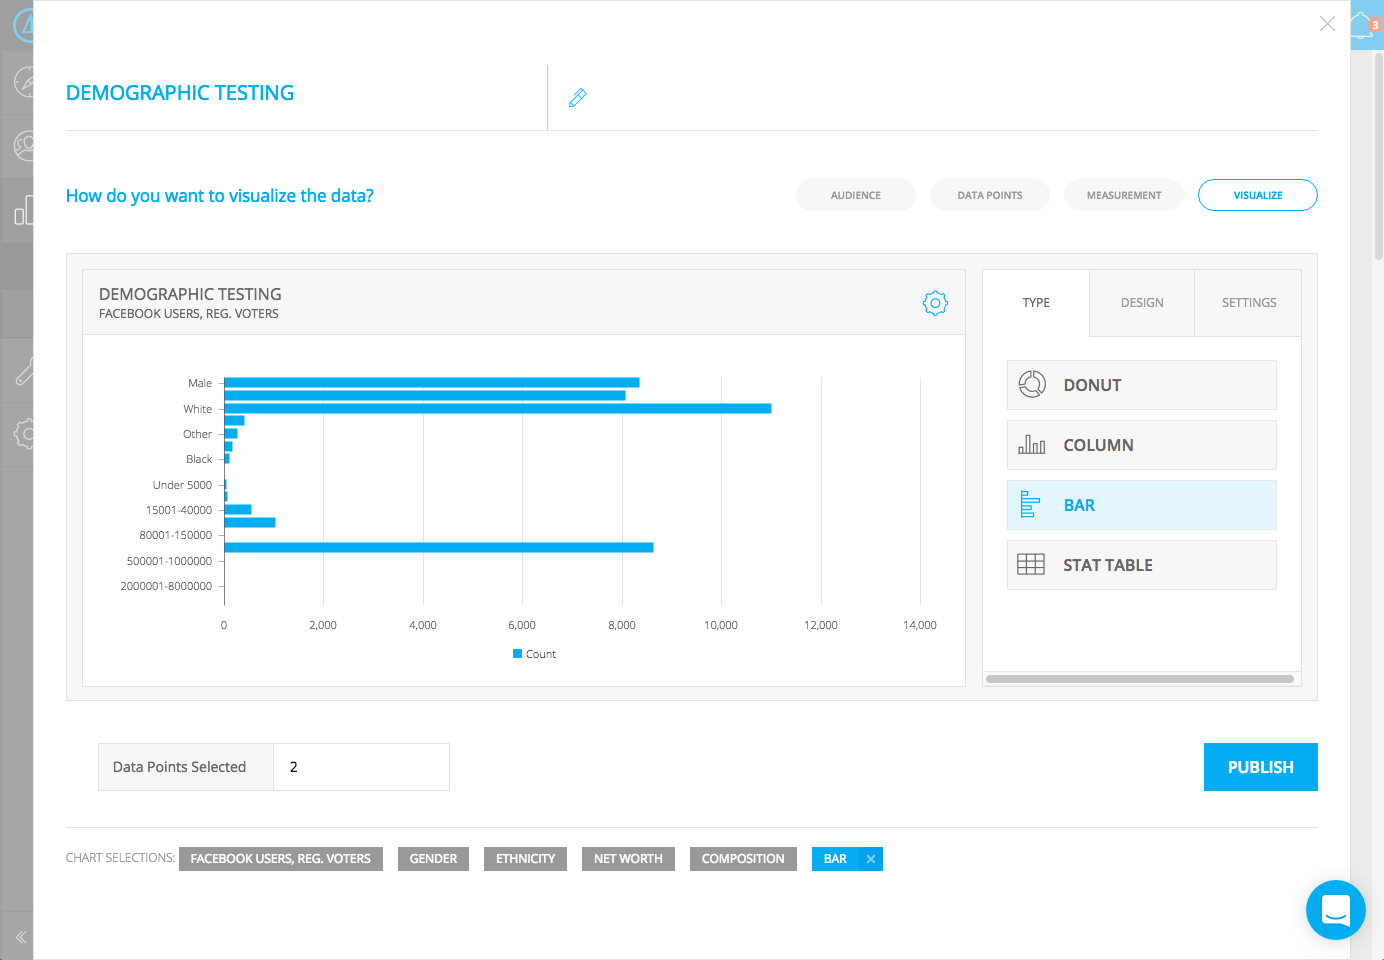 3
DEMOGRAPHIC TESTING
How do you want to visualize the data?
AUDIENCE
DATA POINTS
MEASUREMENT
VISUALIZE
DEMOGRAPHIC TESTING
FACEBOOK USERS, REG. VOTERS
TYPE
DESIGN
SETTINGS
Male
White
Other
Black
Under 5000
15001-40000
80001-150000
500001-1000000
2000001-8000000
0
2,000
4,000
6,000
8,000
10,000
12,000
14,000
Count
DONUT
COLUMN
BAR
STAT TABLE
Data Points Selected
2
PUBLISH
CHART SELECTIONS: FACEBOOK USERS, REG. VOTERS GENDER ETHNICITY NET WORTH COMPOSITION BAR ×